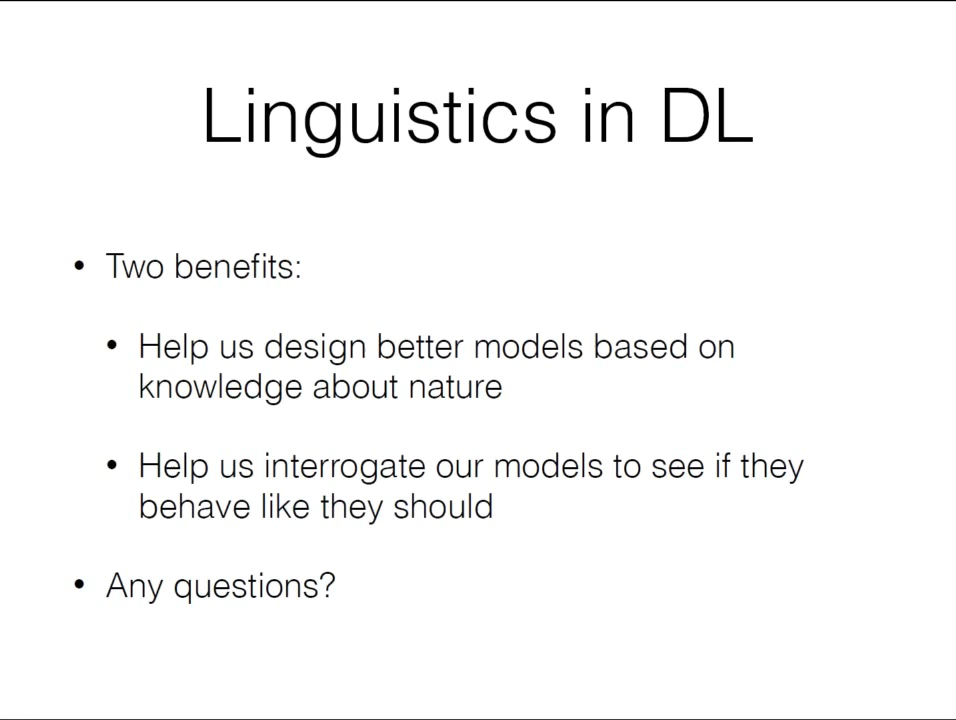 Linguistics in DL
• Two benefits:
• Help us design better models based on
knowledge about nature
• Help us interrogate our models to see if they
behave like they should
• Any questions?